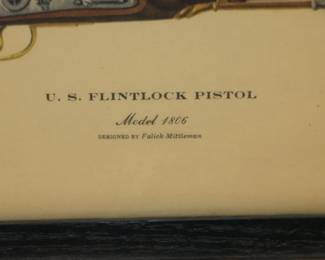 U. S. FLINTLOCK PISTOL
Model 1806
DESIGNED BY Falick Mittleman